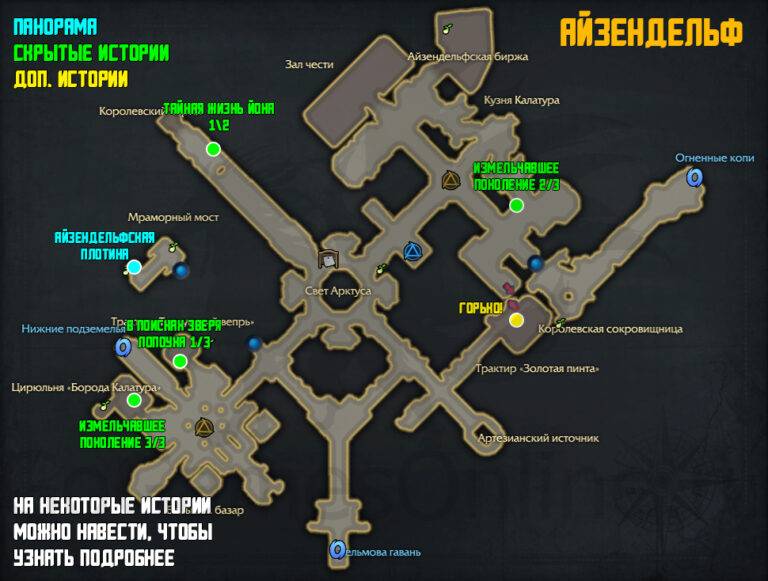 ПАНОРАМА
СКРЫТЫЕ ИСТОРИИ
ДОП. ИСТОРИИ
АЙЗЕНДЕЛЬФ
Айзендельфская биржа
Зал чести
Кузня Калатура
Королевский
ТАЙНАЯ ЖИЗНЬ ЙОНА
1\2
Огненные копи
ИЗМЕЛЬЧАВШЕЕ
ПОКОЛЕНИЕ 2/3
Мраморный мост
АЙЗЕНДЕЛЬФСКАЯ
ПЛОТИНА
Свет Арктуса
ГОРЬКО!
Королевская сокровищница
Нижние подземелья
В ПОИСКАХ ЗВЕРЯ
ПОПОУКА 1/3
Трактир «Золотая пинта»
Цирюльня «Борода Калатура»
ИЗМЕЛЬЧАВШЕЕ
ПОКОЛЕНИЕ 3/3
Артезианский источник
базар
НА НЕКОТОРЫЕ ИСТОРИИ
МОЖНО НАВЕСТИ, ЧТОБЫ
УЗНАТЬ ПОДРОБНЕЕ
ельмова гавань